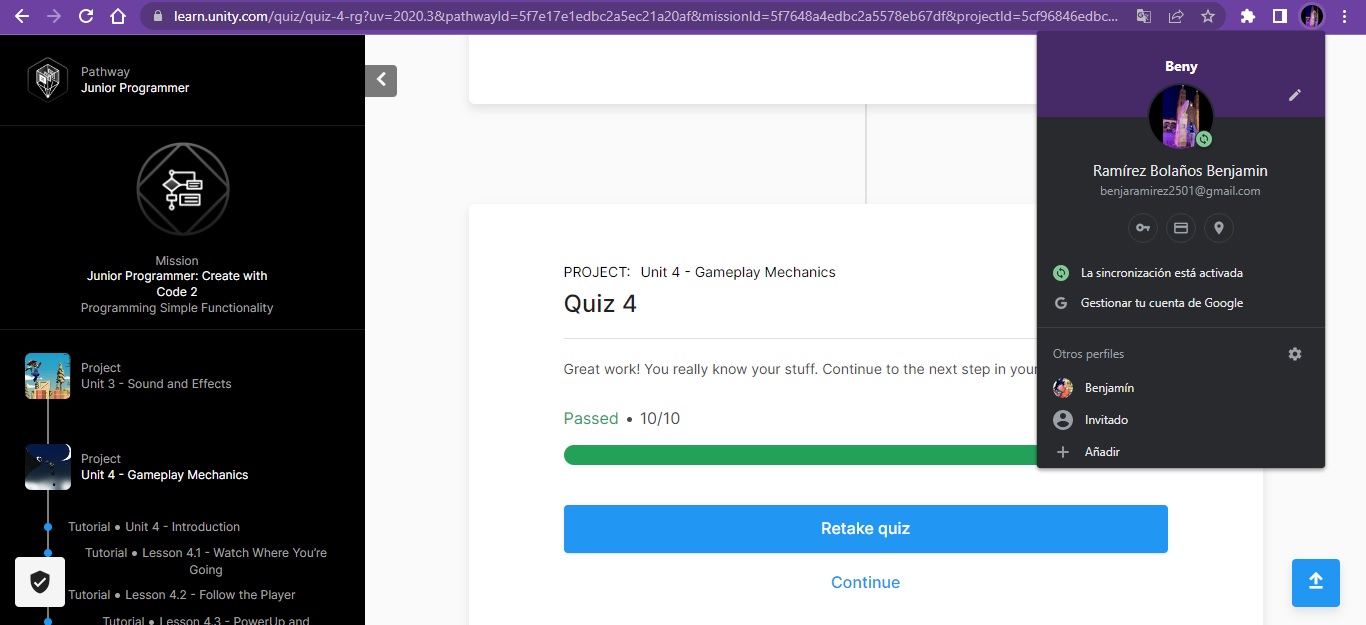 learn.unity.com/quiz/quiz-4-rg?uv=2020.3&pathwayId=5f7e17e1edbc2a5ec21a20af&missionId=5f7648a4edbc2a5578eb67df&projectId=5cf96846edbc...
Pathway
Junior Programmer
Mission
Junior Programmer: Create with
Code 2
Programming Simple Functionality
Project
Unit 3 - Sound and Effects
Project
Unit 4 - Gameplay Mechanics
Tutorial • Unit 4 - Introduction
Tutorial • Lesson 4.1 - Watch Where You're
Going
Tutorial • Lesson 4.2 - Follow the Player
Tutorial • Lesson 4.3 - PowerUp and
PROJECT: Unit 4 - Gameplay Mechanics
Quiz 4
Great work! You really know your stuff. Continue to the next step in your
Passed • 10/10
Retake quiz
Continue
Beny
Ramírez Bolaños Benjamin
benjaramirez2501@gmail.com
La sincronización está activada
G Gestionar tu cuenta de Google
Otros perfiles
Benjamín
Invitado
Añadir